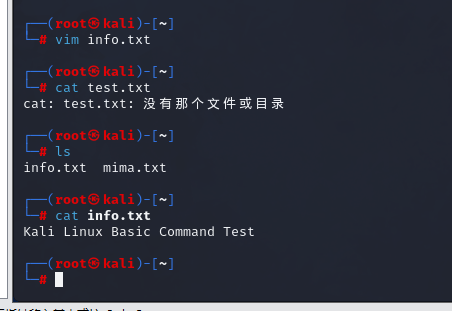 ┌──(root㉿kali)-[~]
└─# vim info.txt
┌──(root㉿kali)-[~]
└─# cat test.txt
cat: test.txt: 没有那个文件或目录
┌──(root㉿kali)-[~]
└─# ls
info.txt  mima.txt
┌──(root㉿kali)-[~]
└─# cat info.txt
Kali Linux Basic Command Test
┌──(root㉿kali)-[~]
└─#